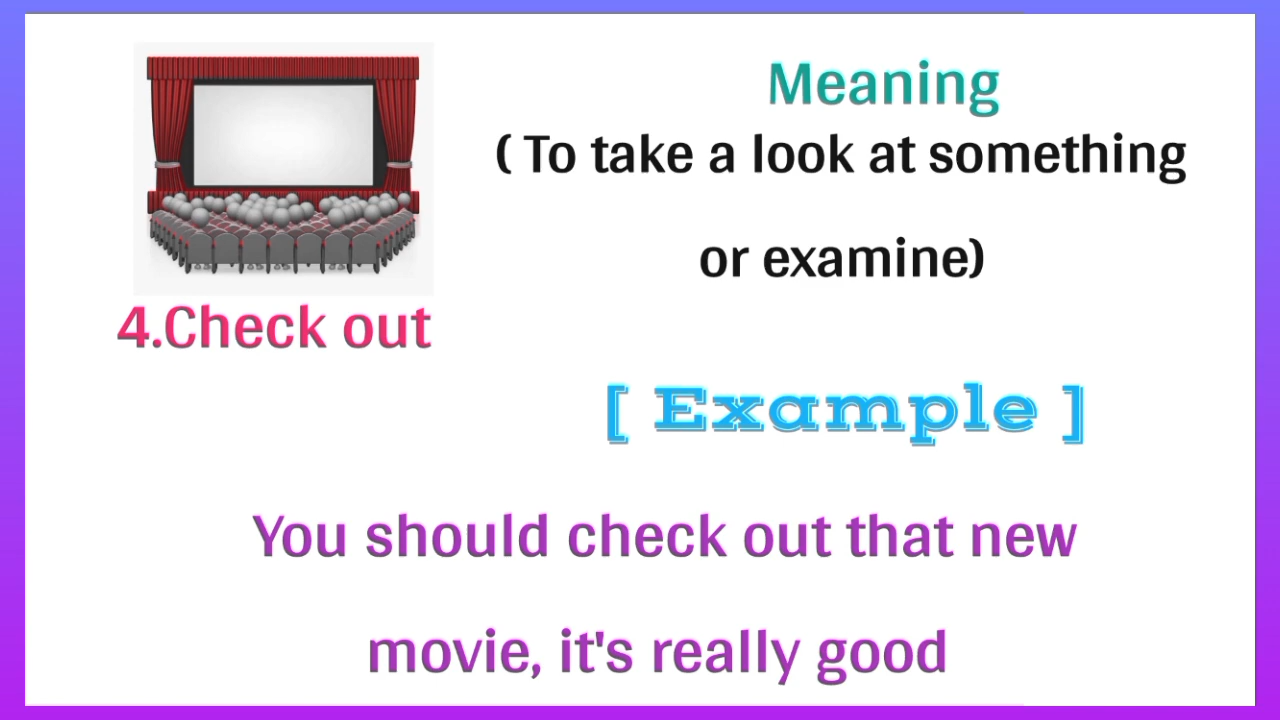 Meaning
( To take a look at something
or examine)
4.Check out
[ Example ]
You should check out that new
movie, it's really good